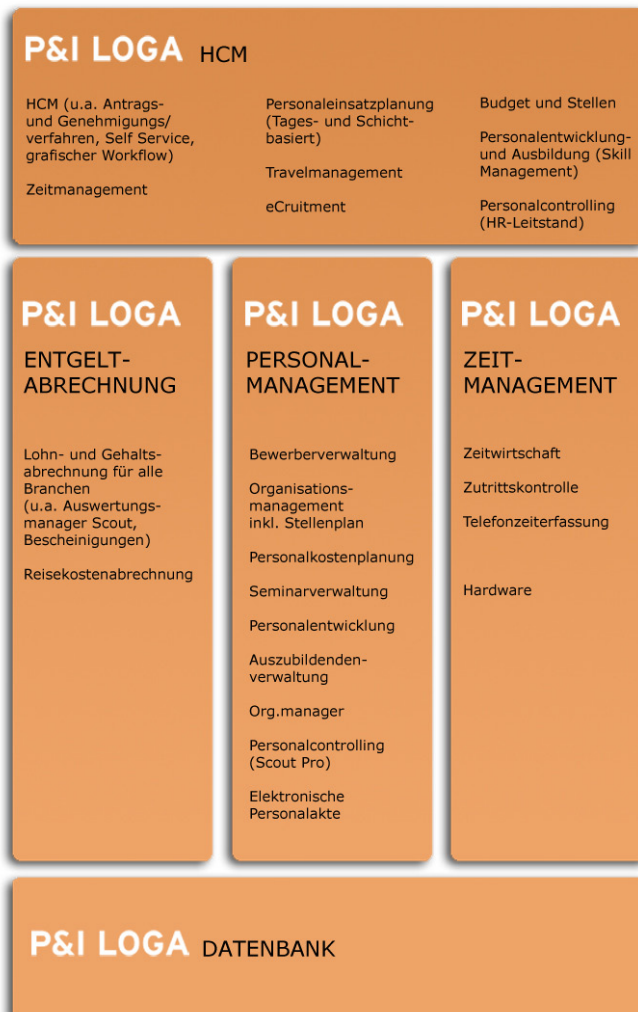 P&I LOGA HCM
HCM (u.a. Antrags-
und Genehmigungs/
verfahren, Self Service,
grafischer Workflow)
Zeitmanagement
Personaleinsatzplanung
(Tages- und Schicht-
basiert)
Travelmanagement
eCruitment
Budget und Stellen
Personalentwicklung-
und Ausbildung (Skill
Management)
Personalcontrolling
(HR-Leitstand)
P&I LOGA
ENTGELT-
ABRECHNUNG
Lohn- und Gehalts-
abrechnung für alle
Branchen
(u.a. Auswertungs-
manager Scout,
Bescheinigungen)
Reisekostenabrechnung
P&I LOGA
PERSONAL-
MANAGEMENT
Bewerberverwaltung
Organisations-
management
inkl. Stellenplan
Personalkostenplanung
Seminarverwaltung
Personalentwicklung
Auszubildenden-
verwaltung
Org.manager
Personalcontrolling
(Scout Pro)
Elektronische
Personalakte
P&I LOGA
ZEIT-
MANAGEMENT
Zeitwirtschaft
Zutrittskontrolle
Telefonzeiterfassung
Hardware
P&I LOGA DATENBANK